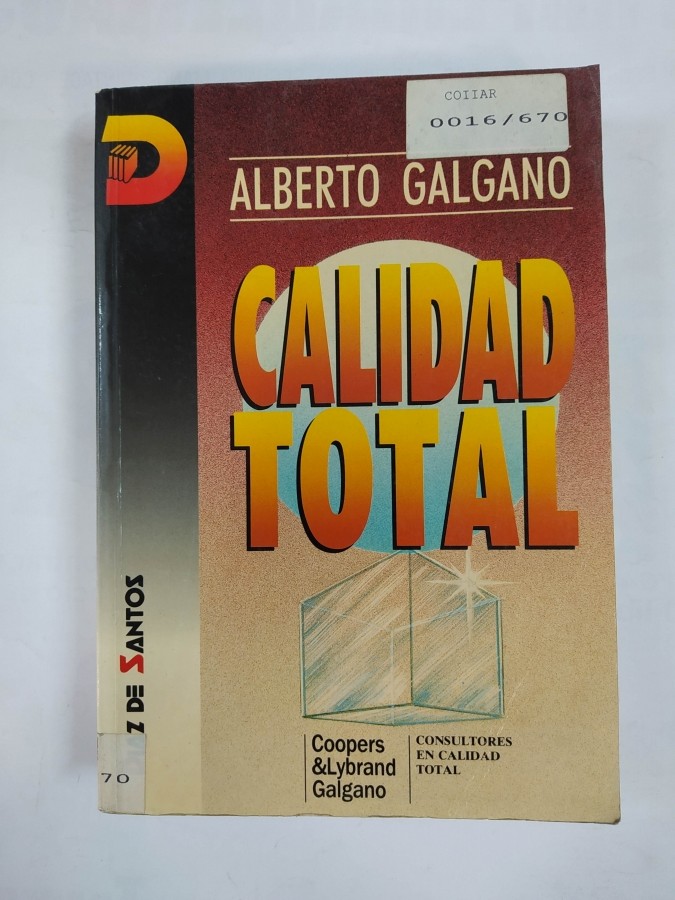 COIIAR
0016/670
ALBERTO GALGANO
CALIDAD
TOTAL
DE SANTOS
70
Coopers
&Lybrand
Galgano
CONSULTORES
EN CALIDAD
TOTAL